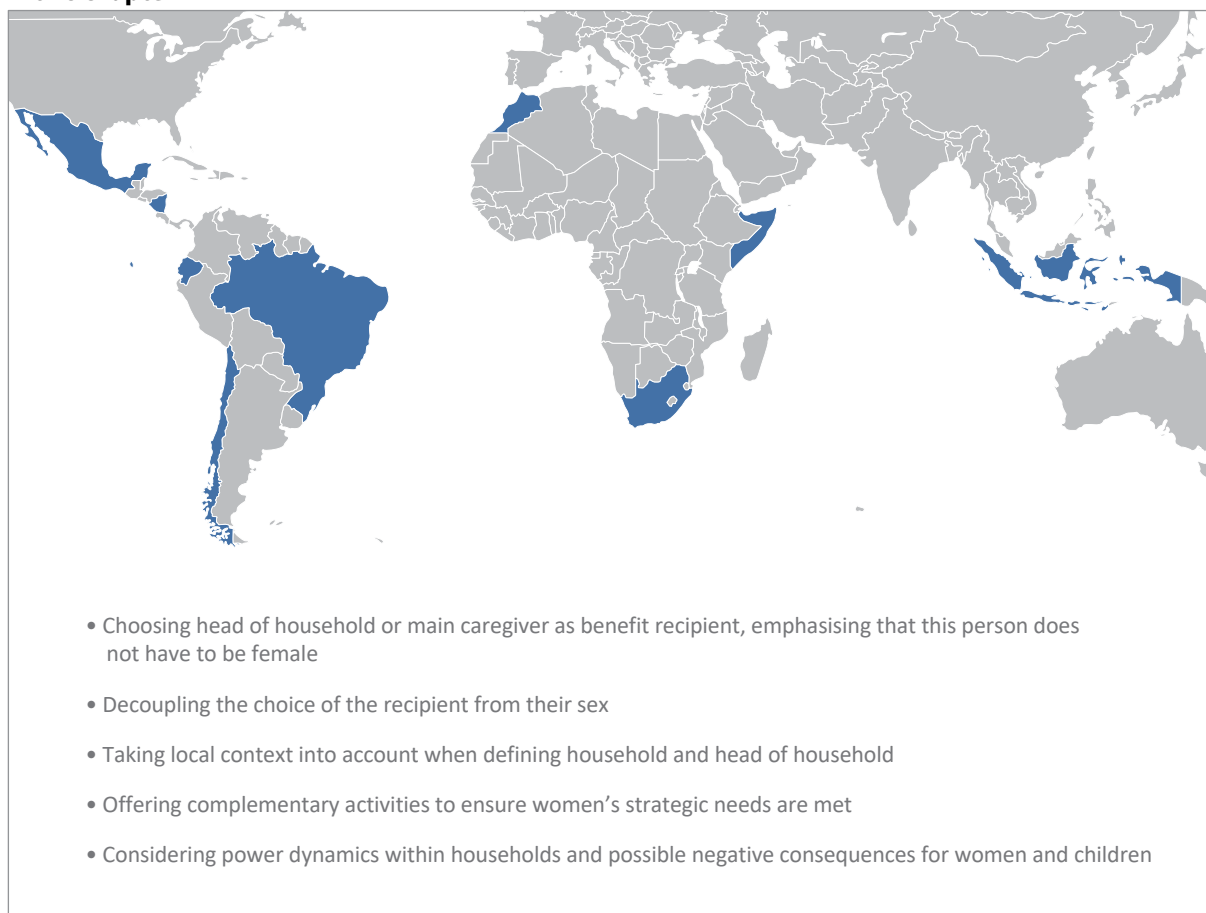 • Choosing head of household or main caregiver as benefit recipient, emphasising that this person does
not have to be female
• Decoupling the choice of the recipient from their sex
• Taking local context into account when defining household and head of household
• Offering complementary activities to ensure women’s strategic needs are met
• Considering power dynamics within households and possible negative consequences for women and children